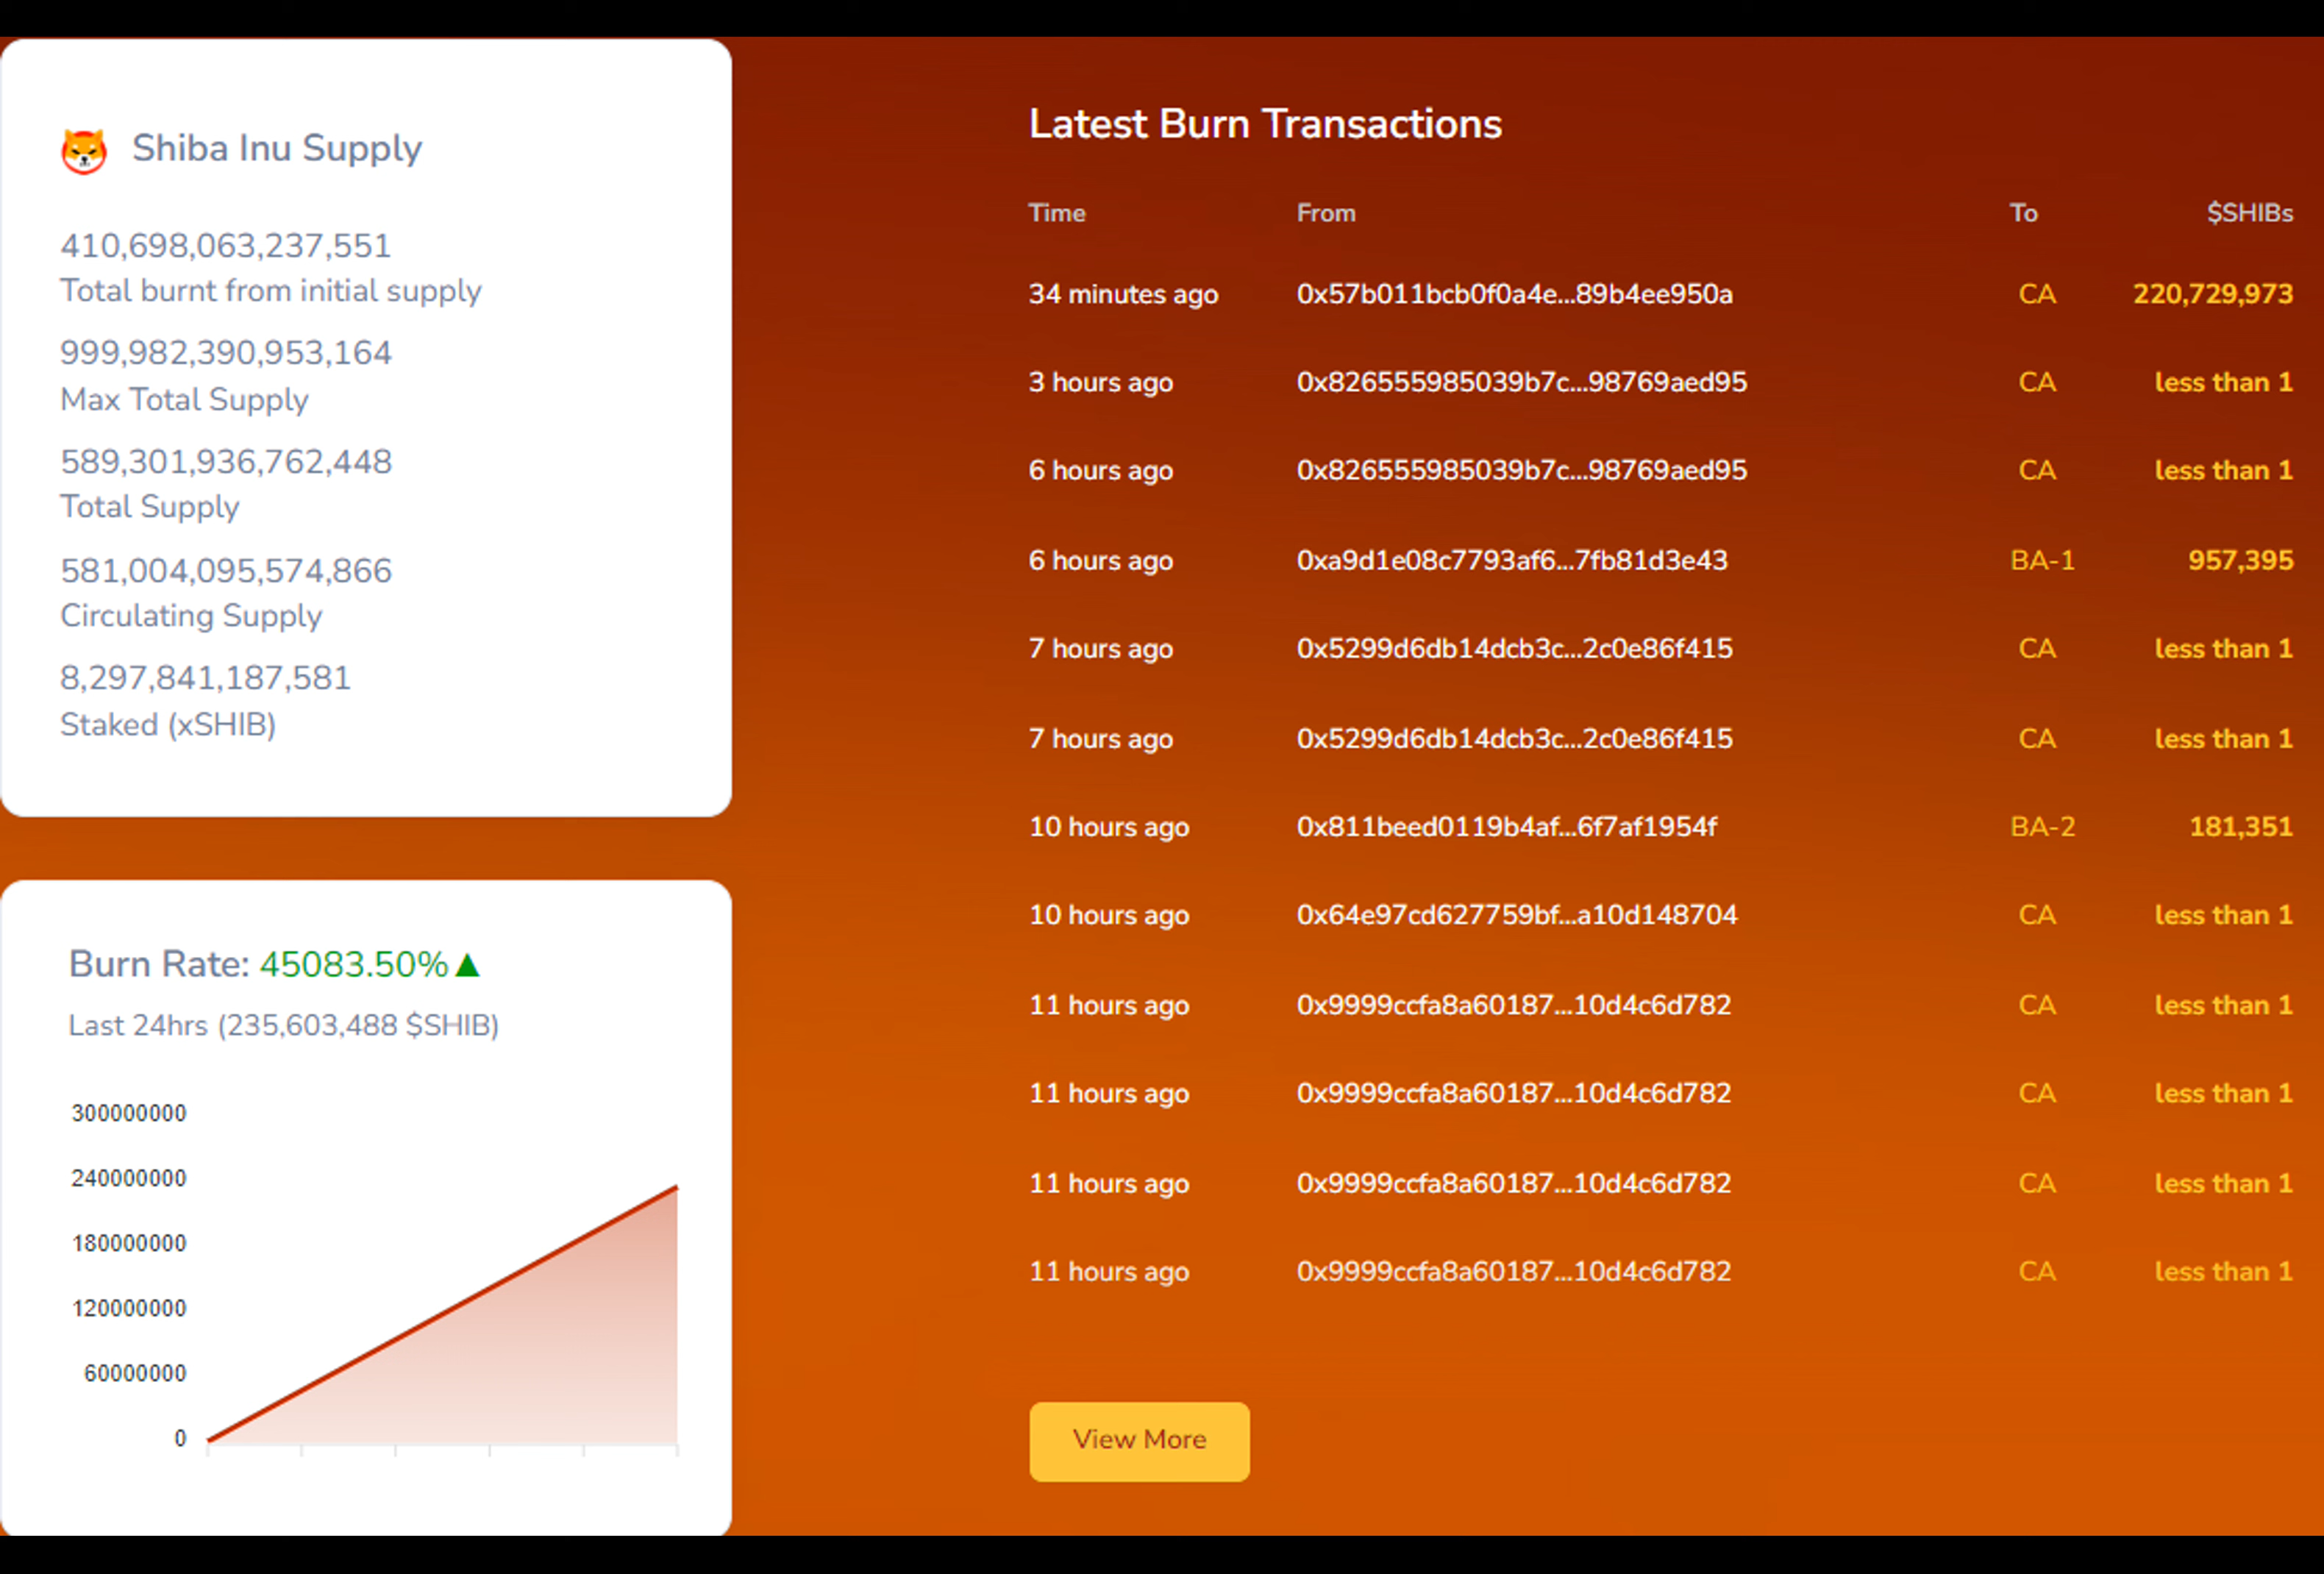 Shiba Inu Supply
410,698,063,237,551
Total burnt from initial supply
999,982,390,953,164
Max Total Supply
589,301,936,762,448
Total Supply
581,004,095,574,866
Circulating Supply
8,297,841,187,581
Staked (xSHIB)
Burn Rate: 45083.50%▲
Last 24hrs (235,603,488 $SHIB)
300000000
240000000
180000000
120000000
60000000
0
Latest Burn Transactions
Time From To $SHIBs
34 minutes ago 0x57b011bcb0f0a4e...89b4ee950a CA 220,729,973
3 hours ago 0x826555985039b7c...98769aed95 CA less than 1
6 hours ago 0x826555985039b7c...98769aed95 CA less than 1
6 hours ago 0xa9d1e08c7793af6...7fb81d3e43 BA-1 957,395
7 hours ago 0x5299d6db14dcb3c...2c0e86f415 CA less than 1
7 hours ago 0x5299d6db14dcb3c...2c0e86f415 CA less than 1
10 hours ago 0x811beed0119b4af...6f7af1954f BA-2 181,351
10 hours ago 0x64e97cd627759bf...a10d148704 CA less than 1
11 hours ago 0x9999ccfa8a60187...10d4c6d782 CA less than 1
11 hours ago 0x9999ccfa8a60187...10d4c6d782 CA less than 1
11 hours ago 0x9999ccfa8a60187...10d4c6d782 CA less than 1
11 hours ago 0x9999ccfa8a60187...10d4c6d782 CA less than 1
View More